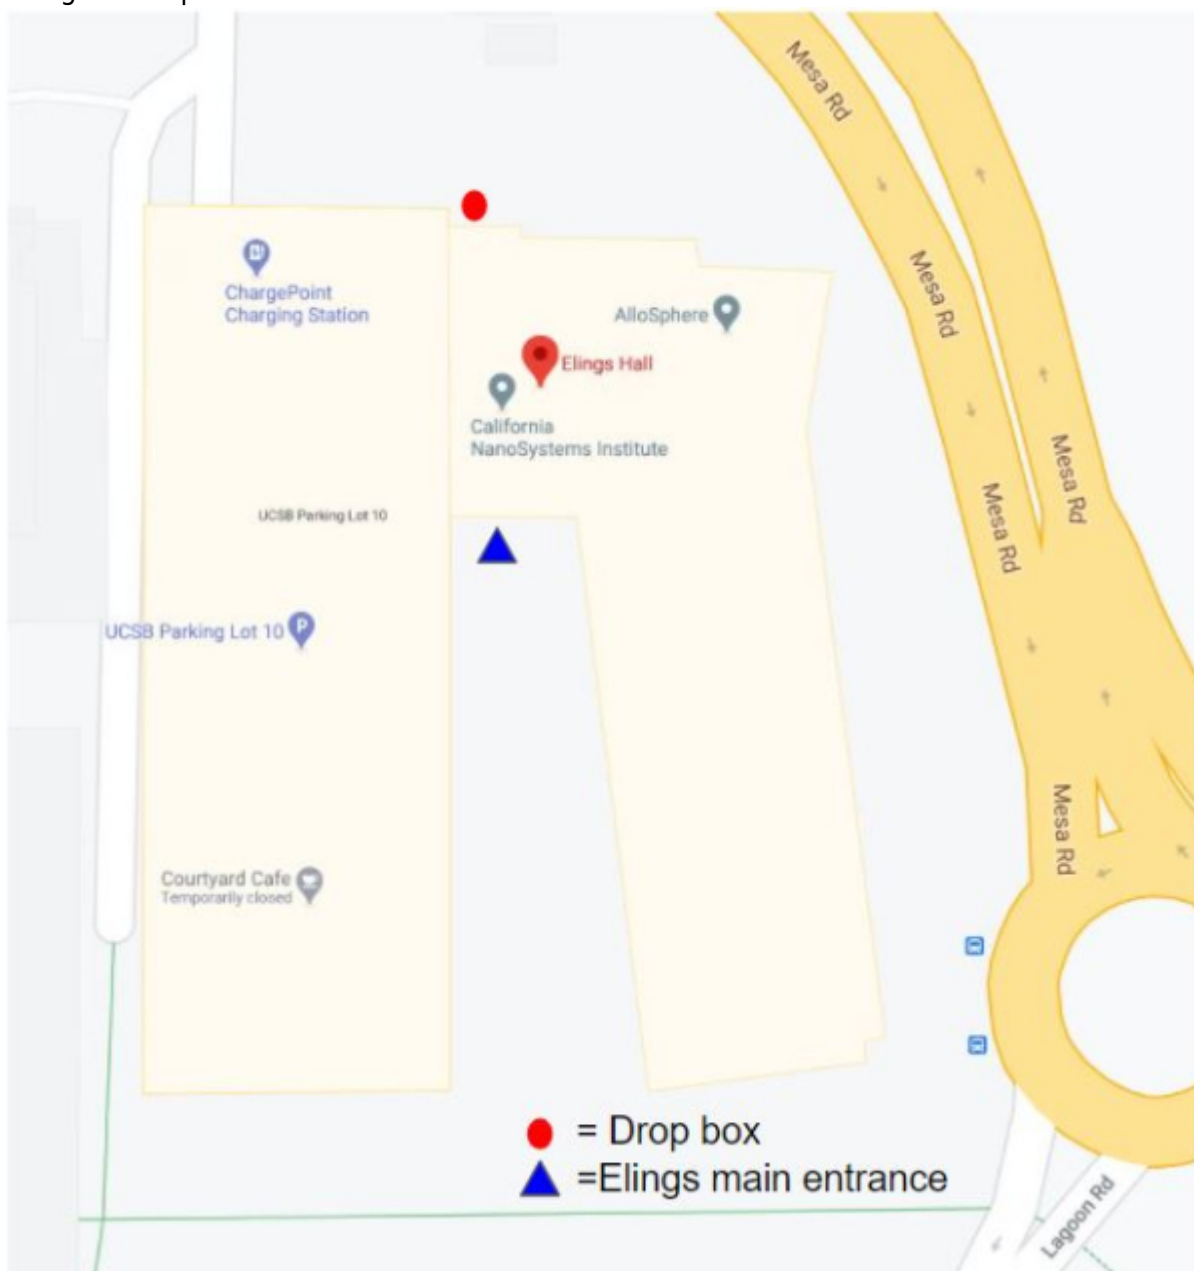 Mesa Rd
ChargePoint
Charging Station
AlloSphere
Mesa Rd
Elings Hall
California
NanoSystems Institute
Mesa Rd
UCSB Parking Lot 10
Mesa Rd
UCSB Parking Lot 10
P
Mesa Rd
Courtyard Cafe
Temporarily closed
= Drop box
=Elings main entrance
Lagoon Rd